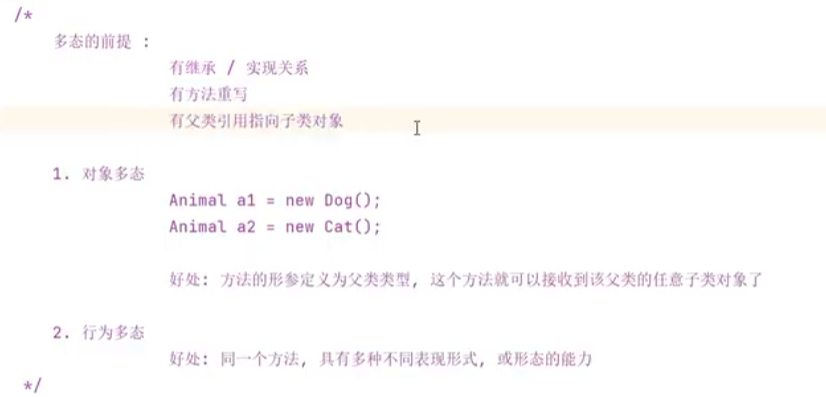 /*
多态的前提 :
有继承 / 实现关系
有方法重写
有父类引用指向子类对象
1. 对象多态
Animal a1 = new Dog();
Animal a2 = new Cat();
好处: 方法的形参定义为父类类型, 这个方法就可以接收到该父类的任意子类对象了
2. 行为多态
好处: 同一个方法, 具有多种不同表现形式, 或形态的能力
*/